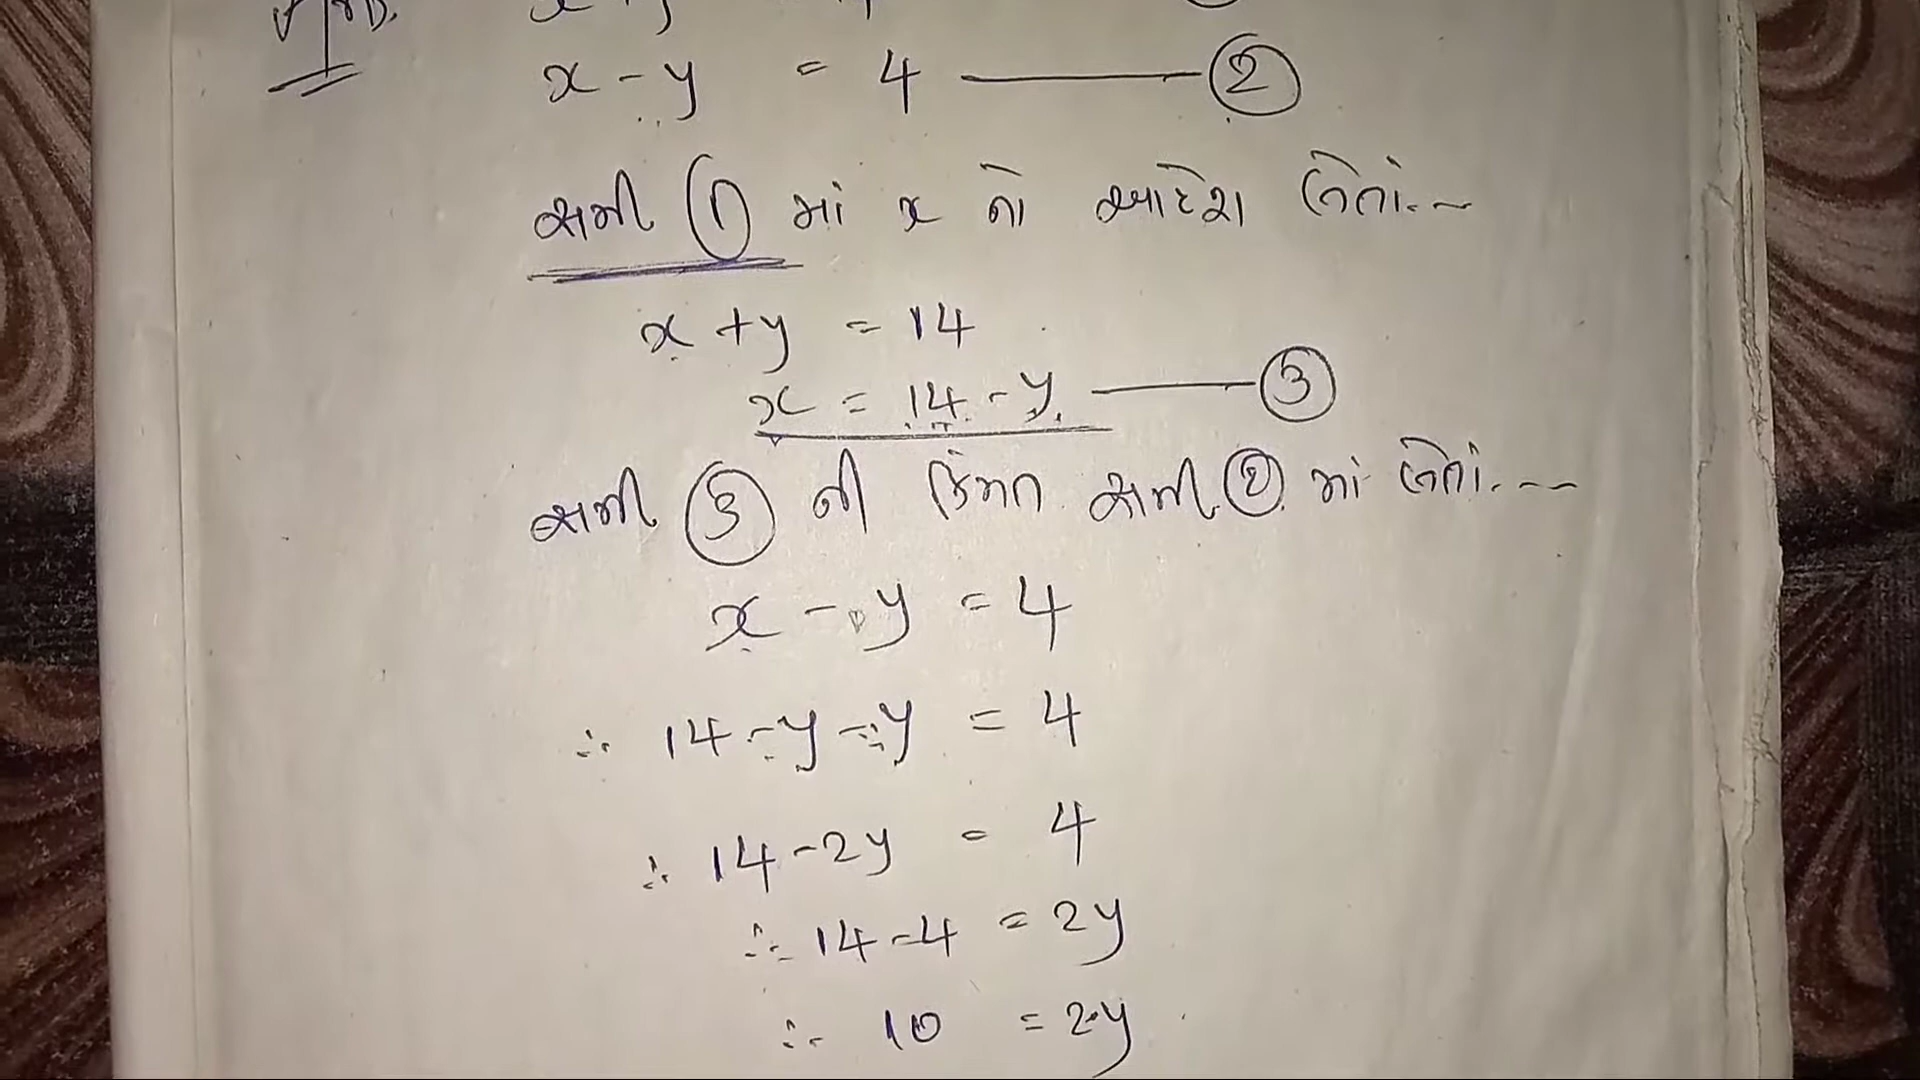 x - y = 4 ——— ②
સમી ① માં x નો આદેશ લેતાં...
x + y = 14
x = 14 - y ——— ③
સમી ③ ની કિંમત સમી ② માં લેતાં....
x - y = 4
∴ 14 - y - y = 4
∴ 14 - 2y = 4
∴ 14 - 4 = 2y
∴ 10 = 2y